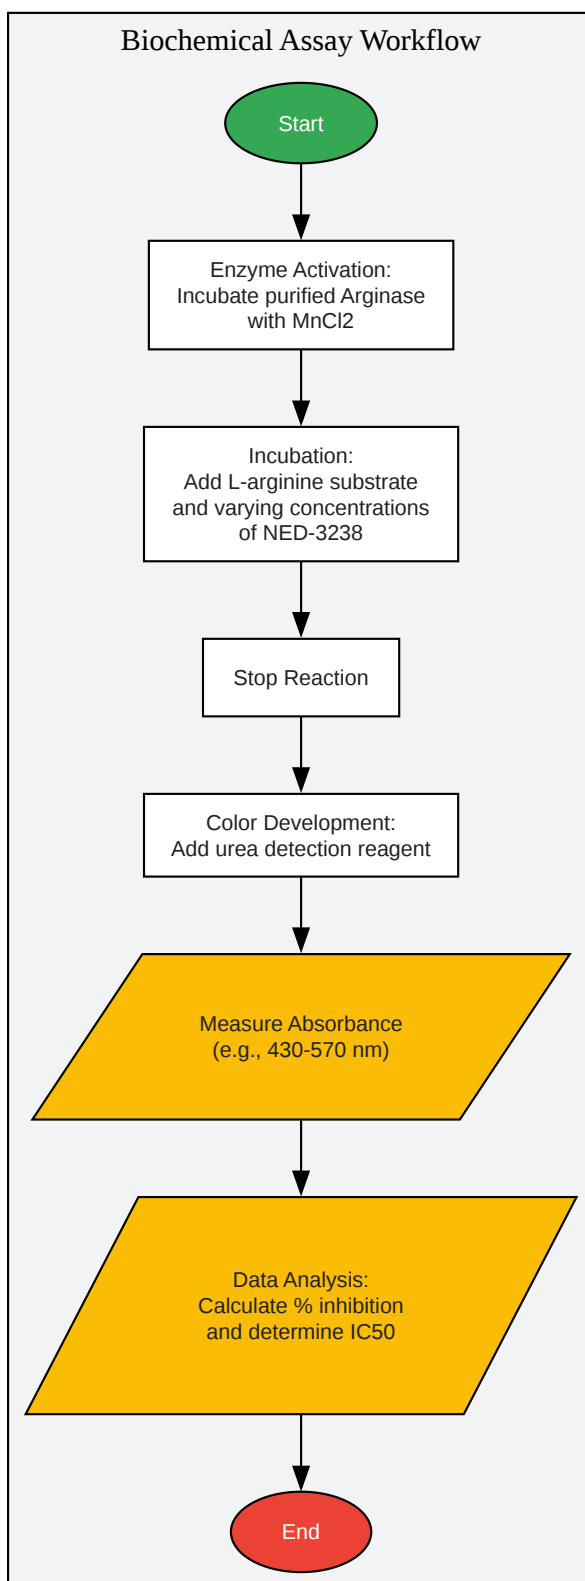 Biochemical Assay Workflow
Start
Enzyme Activation:
Incubate purified Arginase
with MnCl2
Incubation:
Add L-arginine substrate
and varying concentrations
of NED-3238
Stop Reaction
Color Development:
Add urea detection reagent
Measure Absorbance
(e.g., 430-570 nm)
Data Analysis:
Calculate % inhibition
and determine IC50
End